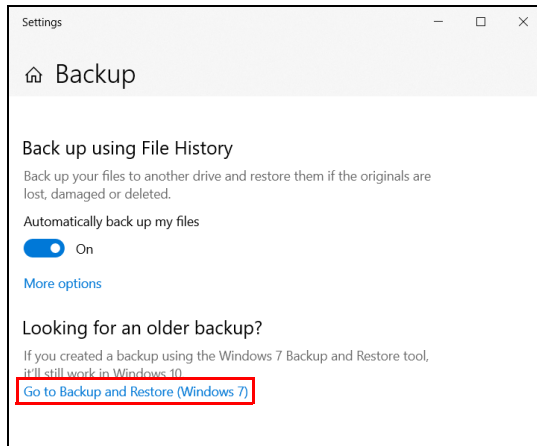 Settings
Backup
Back up using File History
Back up your files to another drive and restore them if the originals are
lost, damaged or deleted.
Automatically back up my files
On
More options
Looking for an older backup?
If you created a backup using the Windows 7 Backup and Restore tool,
it'll still work in Windows 10.
Go to Backup and Restore (Windows 7)